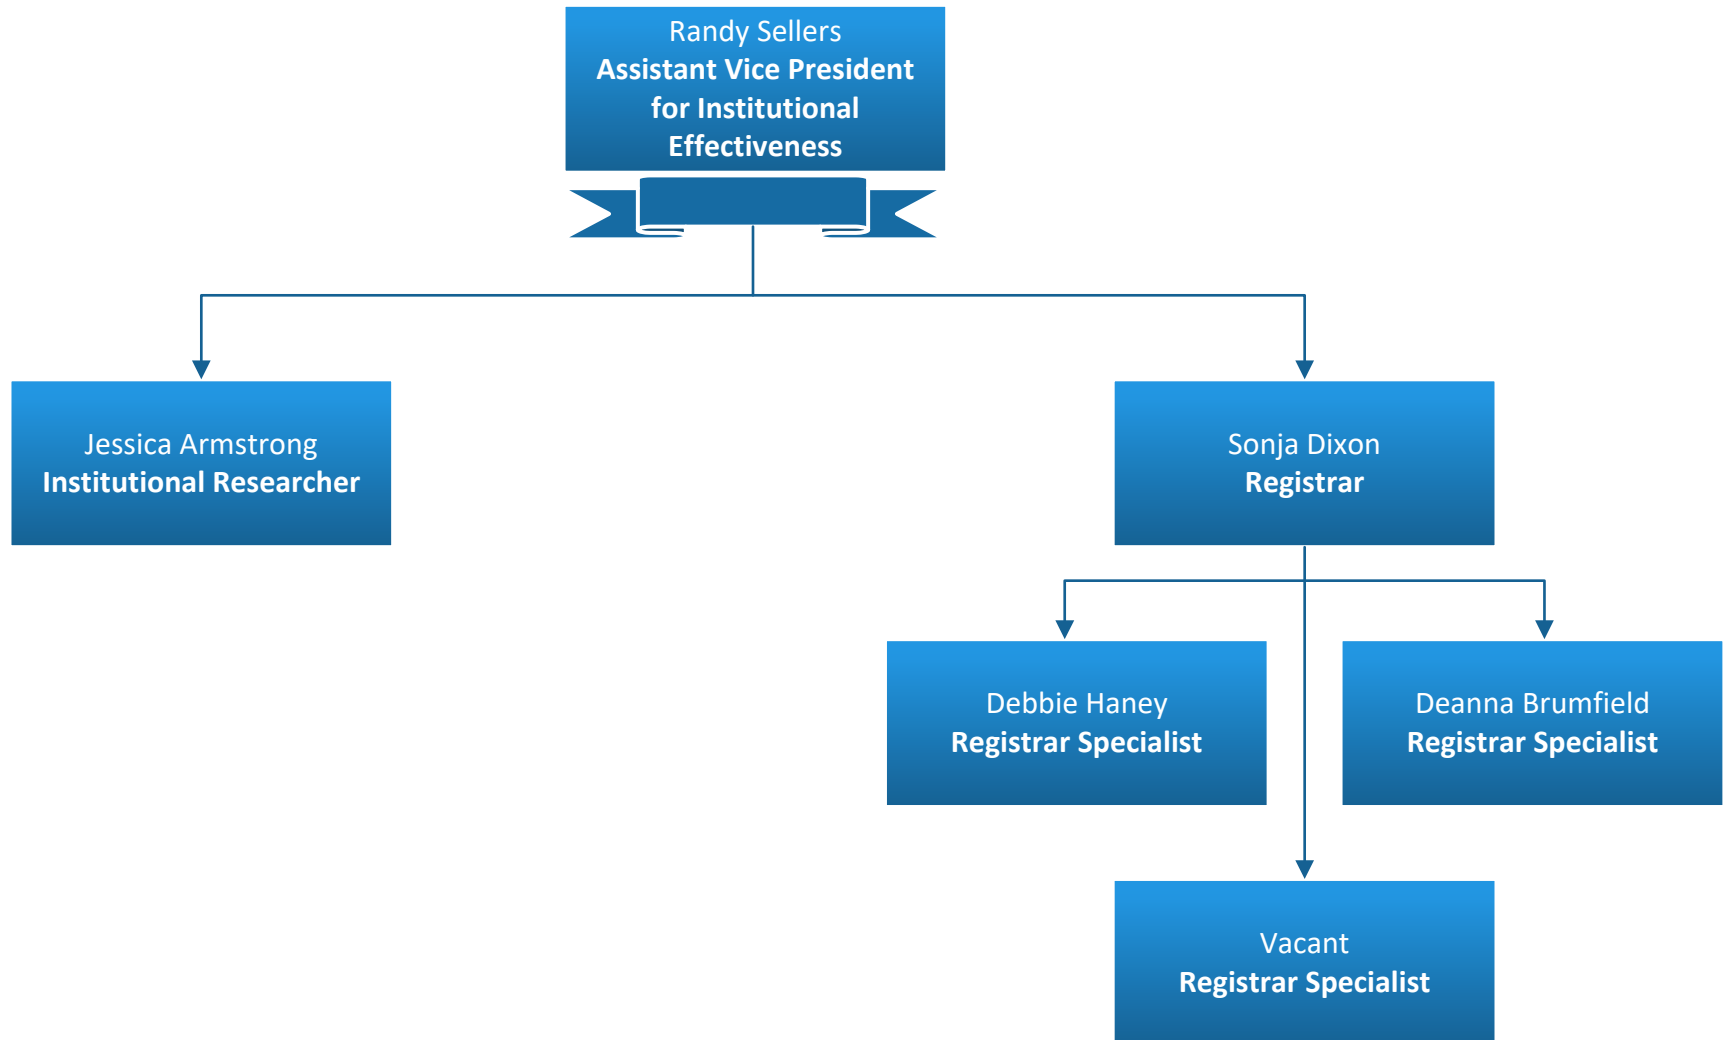 Randy Sellers
Assistant Vice President
for Institutional
Effectiveness
Jessica Armstrong
Institutional Researcher
Sonja Dixon
Registrar
Debbie Haney
Registrar Specialist
Deanna Brumfield
Registrar Specialist
Vacant
Registrar Specialist